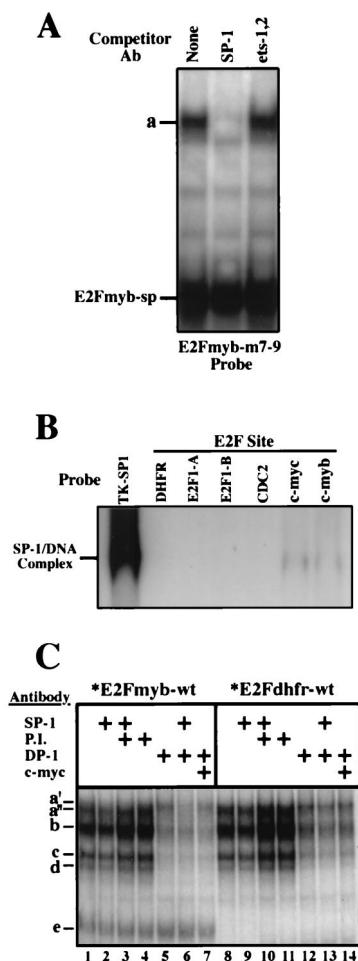 A
Competitor Ab None SP-1 ets-1,2
a
E2Fmyb-sp
E2Fmyb-m7-9
Probe
B
E2F Site
Probe TK-SP1 DHFR E2F1-A E2F1-B CDC2 c-myc c-myb
SP-1/DNA
Complex
C
*E2Fmyb-wt *E2Fdhfr-wt
Antibody
SP-1 + + + + + +
P.I. + + + +
DP-1 + + + + + +
c-myc + +
a'
a"
b
c
d
e
1 2 3 4 5 6 7 8 9 10 11 12 13 14